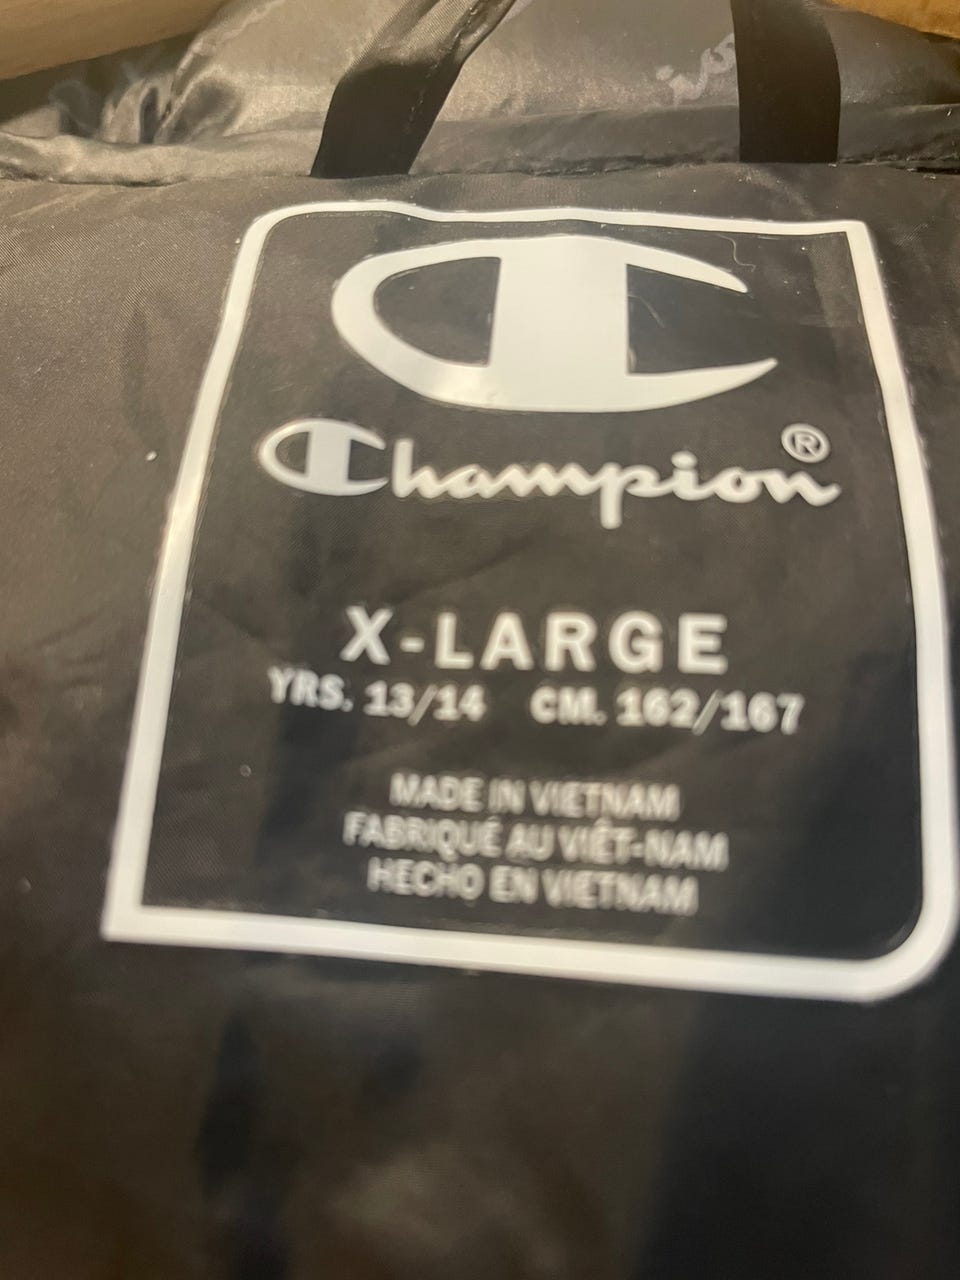 Champion®
X-LARGE
YRS. 13/14 CM. 162/167
MADE IN VIETNAM
FABRIQUÉ AU VIÊT-NAM
HECHO EN VIETNAM